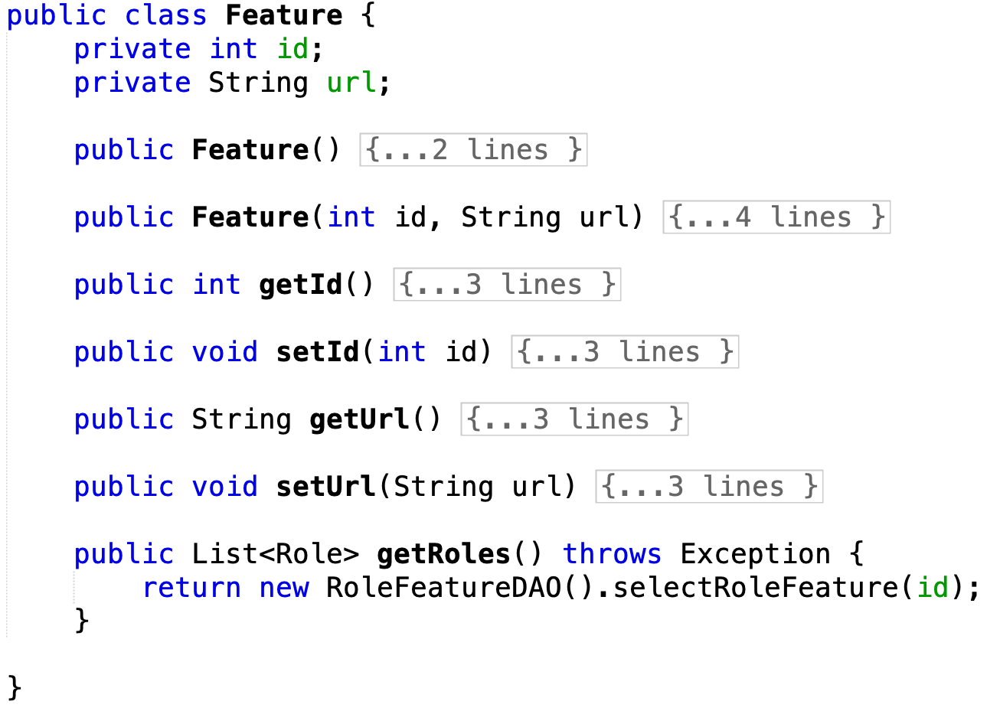 public class Feature {
    private int id;
    private String url;

    public Feature() {...2 lines }

    public Feature(int id, String url) {...4 lines }

    public int getId() {...3 lines }

    public void setId(int id) {...3 lines }

    public String getUrl() {...3 lines }

    public void setUrl(String url) {...3 lines }

    public List<Role> getRoles() throws Exception {
        return new RoleFeatureDAO().selectRoleFeature(id);
    }

}